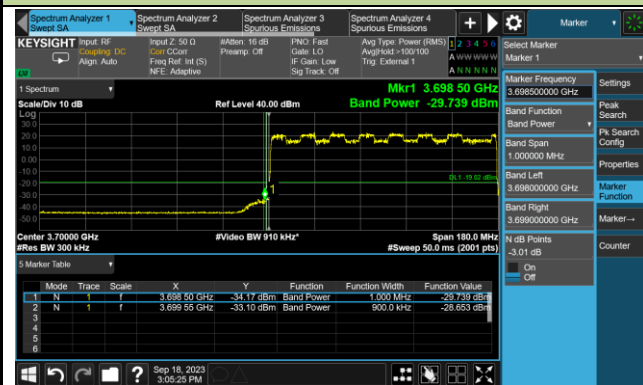 Spectrum Analyzer 1
Swept SA
Spectrum Analyzer 2
Swept SA
Spectrum Analyzer 3
Spurious Emissions
Spectrum Analyzer 4
Spurious Emissions
Marker
KEYSIGHT
Input: RF
Coupling: DC
Align: Auto
Input Z: 50 Ω
Corr CCorr
Freq Ref: Int (S)
NFE: Adaptive
#Atten: 16 dB
Preamp: Off
PNO: Fast
Gate: LO
IF Gain: Low
Sig Track: Off
Avg Type: Power (RMS)
Avg|Hold:>100/100
Trig: External 1
1 2 3 4 5 6
A W W W W W
A N N N N N
Select Marker
Marker 1
1 Spectrum
Scale/Div 10 dB
Ref Level 40.00 dBm
Mkr1 3.698 50 GHz
Band Power -29.739 dBm
Log
30.0
20.0
10.0
0.00
-10.0
-20.0
-30.0
-40.0
-50.0
DL1 -19.02 dBm
1
Center 3.70000 GHz
#Res BW 300 kHz
#Video BW 910 kHz*
Span 180.0 MHz
#Sweep 50.0 ms (2001 pts)
5 Marker Table
Mode Trace Scale X Y Function Function Width Function Value
1 N 1 f 3.698 50 GHz -34.17 dBm Band Power 1.000 MHz -29.739 dBm
2 N 1 f 3.699 55 GHz -33.10 dBm Band Power 900.0 kHz -28.653 dBm
3
4
5
6
Marker Frequency
3.698500000 GHz
Band Function
Band Power
Band Span
1.000000 MHz
Band Left
3.698000000 GHz
Band Right
3.699000000 GHz
N dB Points
-3.01 dB
On
Off
Settings
Peak
Search
Pk Search
Config
Properties
Marker
Function
Marker→
Counter
?
Sep 18, 2023
3:05:25 PM